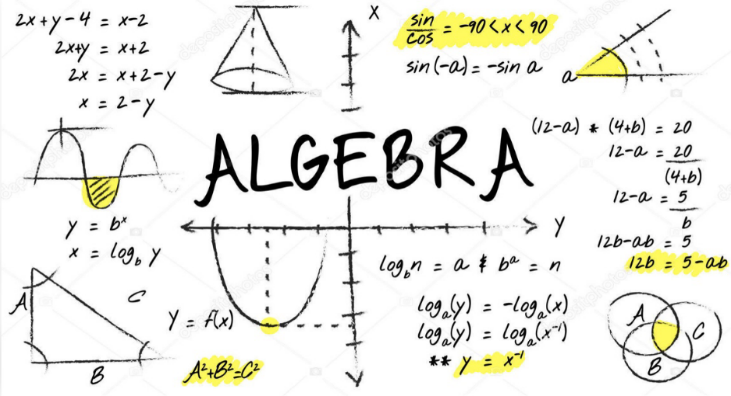 2x+y-4 = x-2
2x+y = x+2
2x = x+2-y
x = 2-y
x
sin/cos = -90<x<90
sin(-a)=-sin a
a
ALGEBRA
(12-a) * (4+b) = 20
12-a = 20/(4+b)
12-a = 5/b
12b-ab = 5
12b = 5-ab
y = bˣ
x = log_b y
y
log_b n = a & bᵃ = n
log_a(y) = -log_a(x)
log_a(y) = log_a(x⁻¹)
** y = x⁻¹
y = f(x)
A²+B²=C²
A
C
B
A
C
B